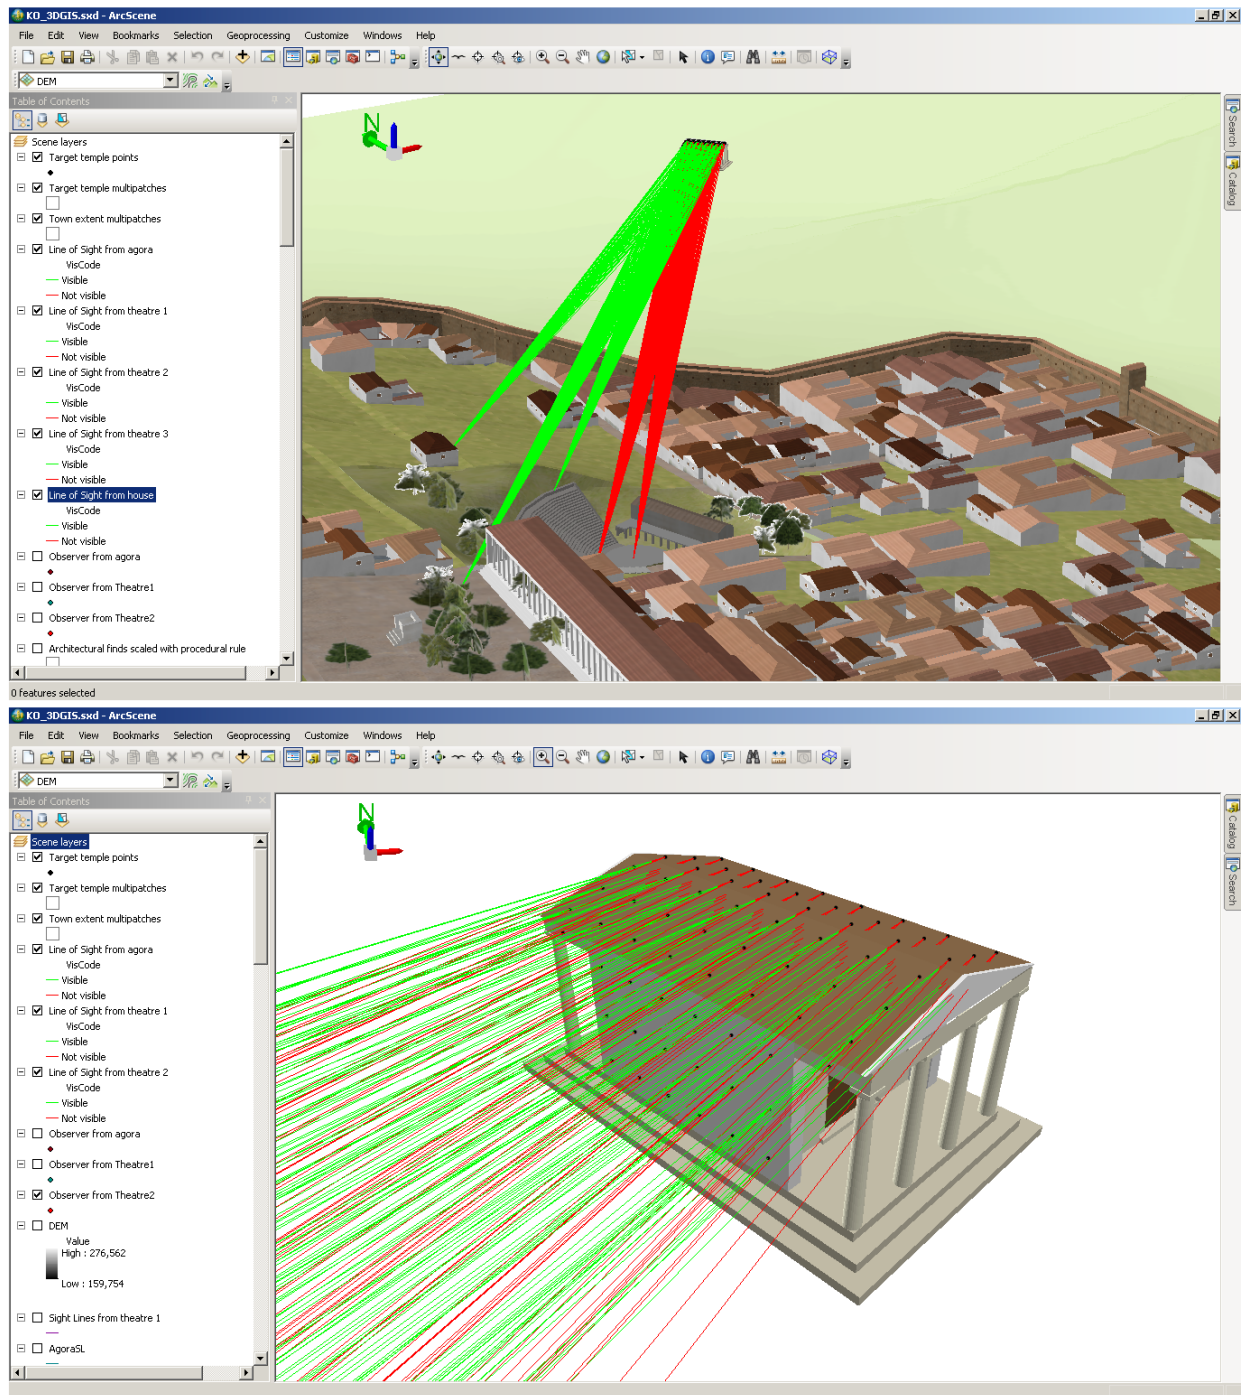 KO_3DGIS.sxd - ArcScene
File Edit View Bookmarks Selection Geoprocessing Customize Windows Help
DEM
Table of Contents
Scene layers
Target temple points
Target temple multipatches
Town extent multipatches
Line of Sight from agora
VisCode
Visible
Not visible
Line of Sight from theatre 1
VisCode
Visible
Not visible
Line of Sight from theatre 2
VisCode
Visible
Not visible
Line of Sight from theatre 3
VisCode
Visible
Not visible
Line of Sight from house
VisCode
Visible
Not visible
Observer from agora
Observer from Theatre1
Observer from Theatre2
Architectural finds scaled with procedural rule
N
Search
Catalog
0 features selected
KO_3DGIS.sxd - ArcScene
File Edit View Bookmarks Selection Geoprocessing Customize Windows Help
DEM
Table of Contents
Scene layers
Target temple points
Target temple multipatches
Town extent multipatches
Line of Sight from agora
VisCode
Visible
Not visible
Line of Sight from theatre 1
VisCode
Visible
Not visible
Line of Sight from theatre 2
VisCode
Visible
Not visible
Observer from agora
Observer from Theatre1
Observer from Theatre2
DEM
Value
High : 276,562
Low : 159,754
Sight Lines from theatre 1
AgoraSL
N
Catalog
Search